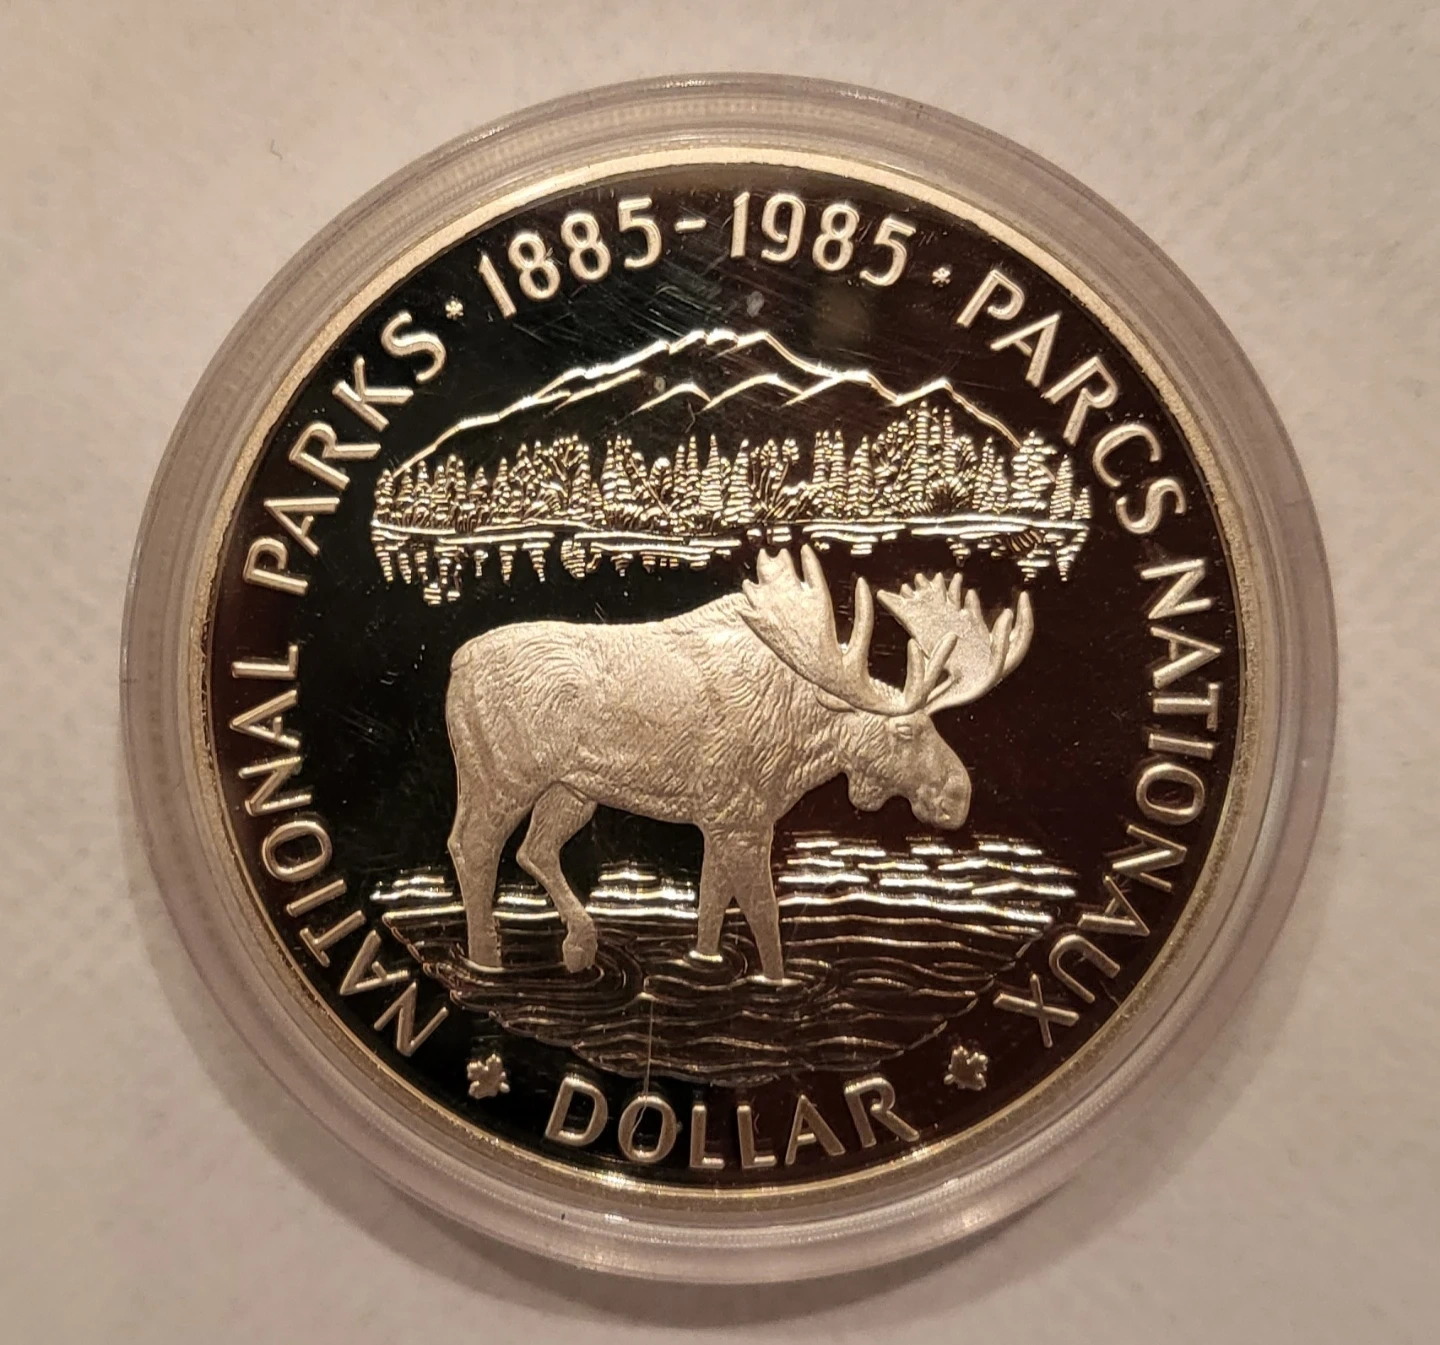 NATIONAL PARKS · 1885-1985 · PARCS NATIONAUX
DOLLAR